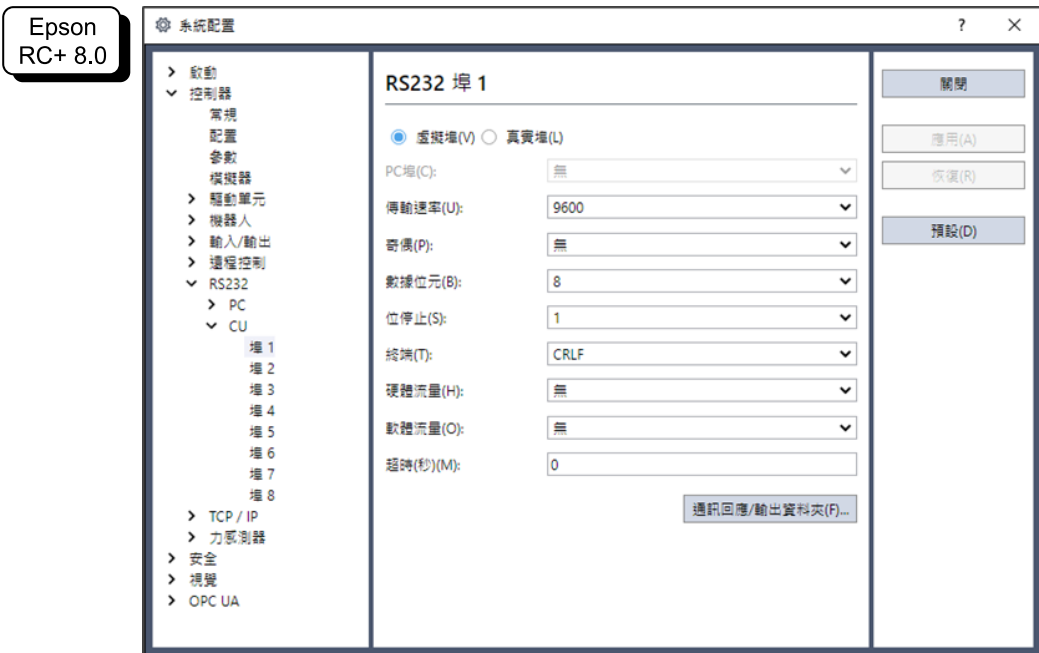 Epson
RC+ 8.0
系統配置
?
啟動
控制器
常規
配置
參數
模擬器
驅動單元
機器人
輸入/輸出
遠程控制
RS232
PC
CU
埠 1
埠 2
埠 3
埠 4
埠 5
埠 6
埠 7
埠 8
TCP / IP
力感測器
安全
視覺
OPC UA
RS232 埠 1
虛擬埠(V) 真實埠(L)
PC埠(C): 無
傳輸速率(U): 9600
奇偶(P): 無
數據位元(B): 8
位停止(S): 1
終端(T): CRLF
硬體流量(H): 無
軟體流量(O): 無
超時(秒)(M): 0
通訊回應/輸出資料夾(F)...
關閉
應用(A)
恢復(R)
預設(D)